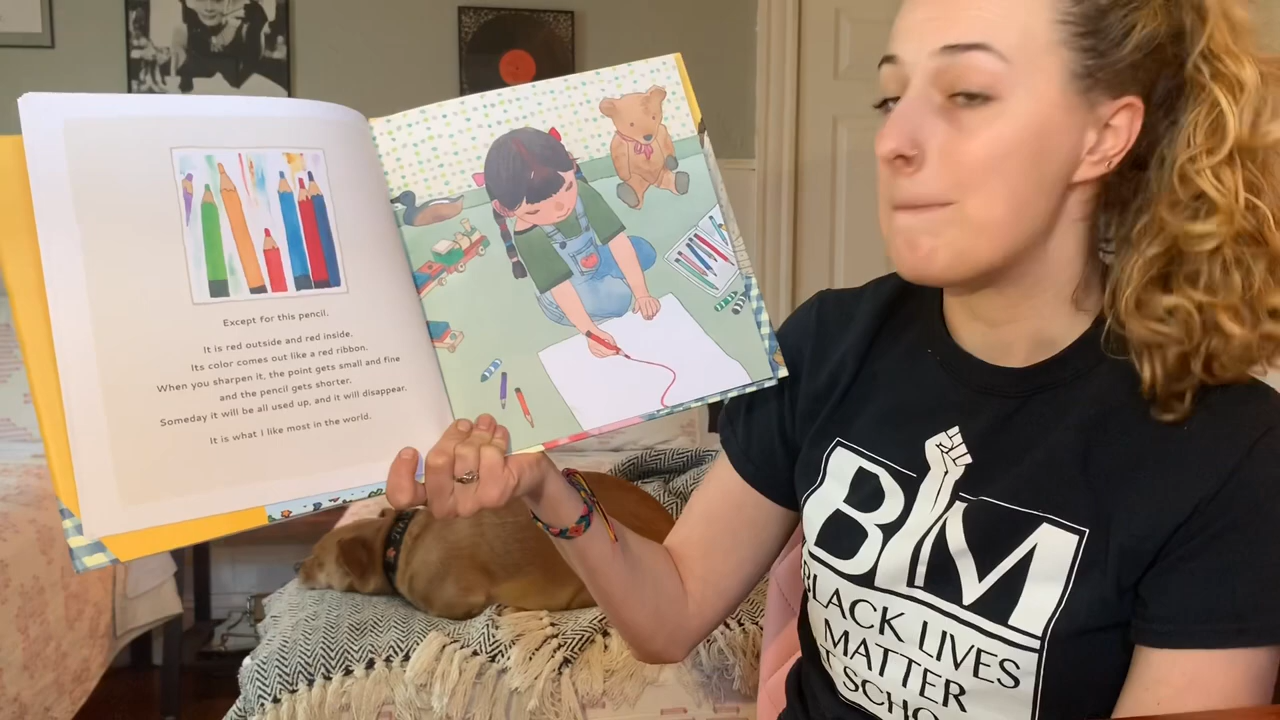 Except for this pencil.
It is red outside and red inside.
Its color comes out like a red ribbon.
When you sharpen it, the point gets small and fine
and the pencil gets shorter.
Someday it will be all used up, and it will disappear.
It is what I like most in the world.
BLM
BLACK LIVES
MATTER